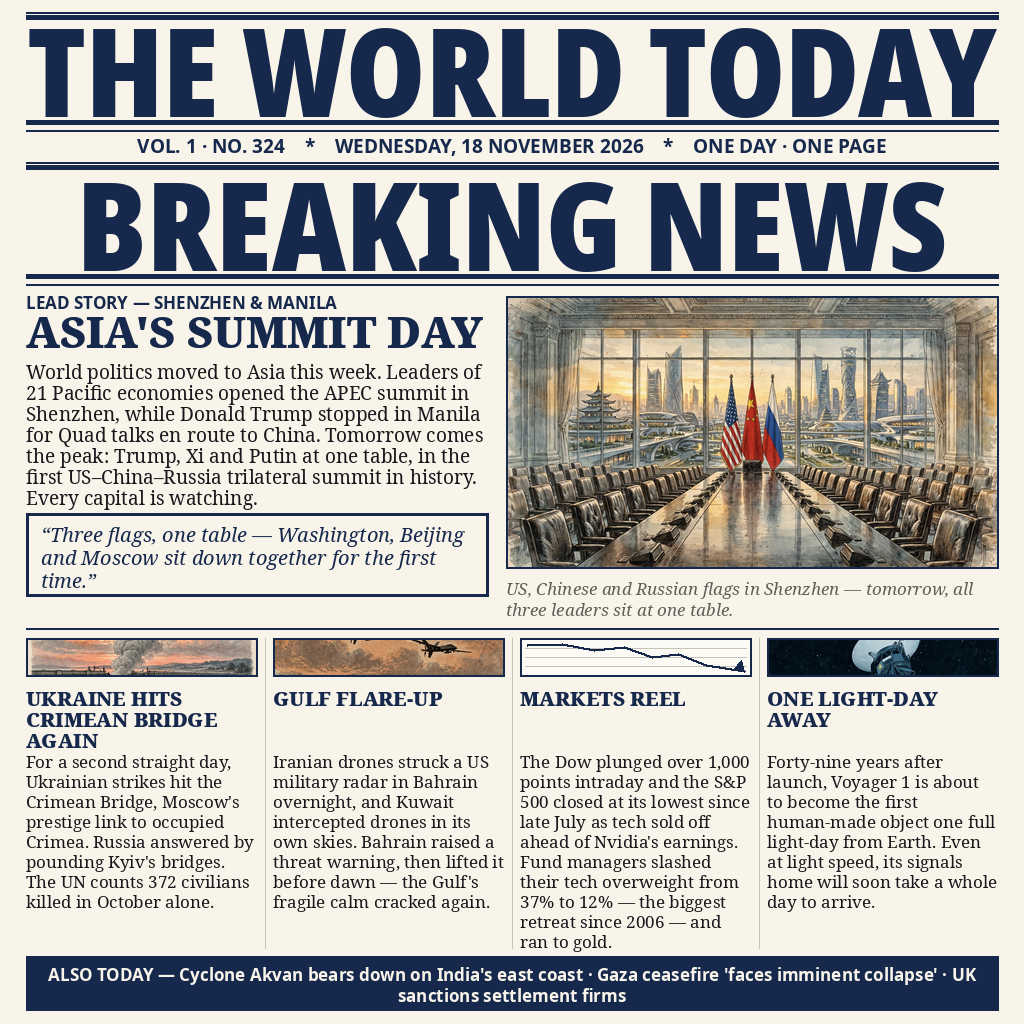 THE WORLD TODAY
VOL. 1 · NO. 324 * WEDNESDAY, 18 NOVEMBER 2026 * ONE DAY · ONE PAGE
BREAKING NEWS
LEAD STORY — SHENZHEN & MANILA
ASIA'S SUMMIT DAY
World politics moved to Asia this week. Leaders of
21 Pacific economies opened the APEC summit in
Shenzhen, while Donald Trump stopped in Manila
for Quad talks en route to China. Tomorrow comes
the peak: Trump, Xi and Putin at one table, in the
first US–China–Russia trilateral summit in history.
Every capital is watching.
“Three flags, one table — Washington, Beijing
and Moscow sit down together for the first
time.”
US, Chinese and Russian flags in Shenzhen — tomorrow, all
three leaders sit at one table.
UKRAINE HITS
CRIMEAN BRIDGE
AGAIN
For a second straight day,
Ukrainian strikes hit the
Crimean Bridge, Moscow's
prestige link to occupied
Crimea. Russia answered by
pounding Kyiv's bridges.
The UN counts 372 civilians
killed in October alone.
GULF FLARE-UP
Iranian drones struck a US
military radar in Bahrain
overnight, and Kuwait
intercepted drones in its
own skies. Bahrain raised a
threat warning, then lifted it
before dawn — the Gulf's
fragile calm cracked again.
MARKETS REEL
The Dow plunged over 1,000
points intraday and the S&P
500 closed at its lowest since
late July as tech sold off
ahead of Nvidia's earnings.
Fund managers slashed
their tech overweight from
37% to 12% — the biggest
retreat since 2006 — and
ran to gold.
ONE LIGHT-DAY
AWAY
Forty-nine years after
launch, Voyager 1 is about
to become the first
human-made object one full
light-day from Earth. Even
at light speed, its signals
home will soon take a whole
day to arrive.
ALSO TODAY — Cyclone Akvan bears down on India's east coast · Gaza ceasefire 'faces imminent collapse' · UK
sanctions settlement firms